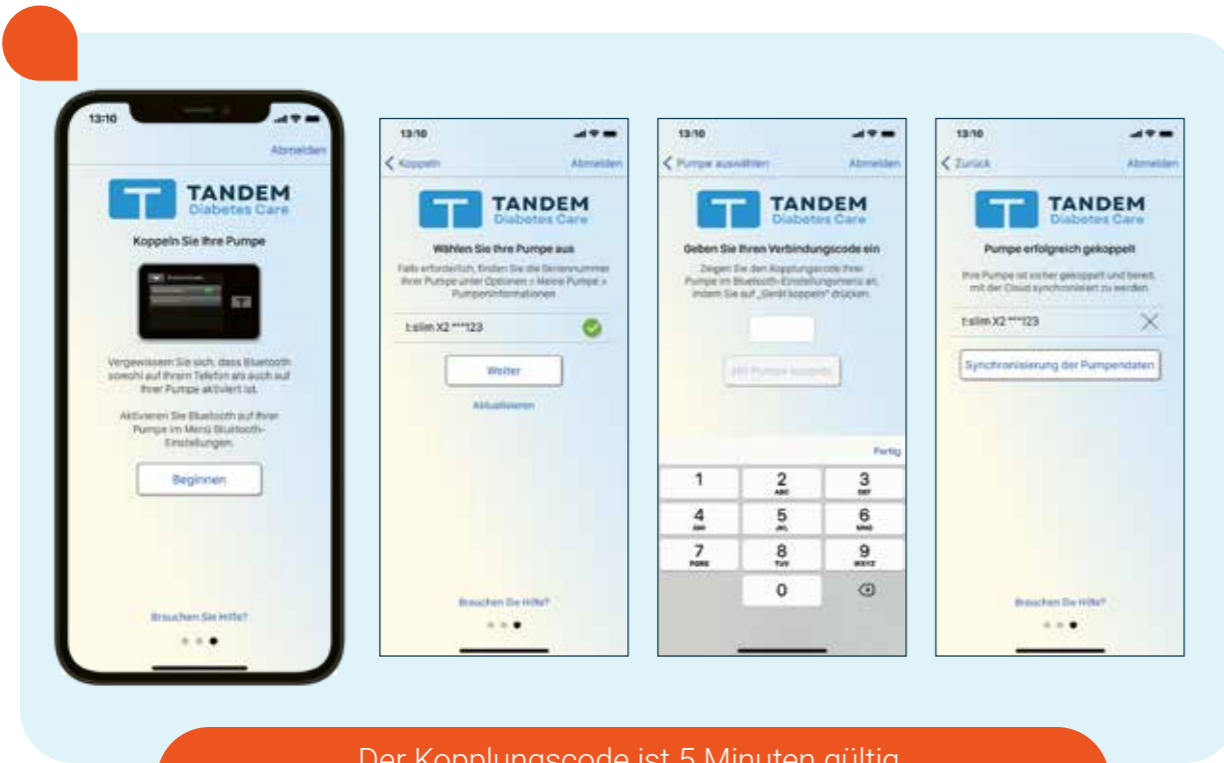 13:10
Abmelden
TANDEM
Diabetes Care
Koppeln Sie Ihre Pumpe
Vergewissern Sie sich, dass Bluetooth
sowohl auf Ihrem Telefon als auch auf
Ihrer Pumpe aktiviert ist.
Aktivieren Sie Bluetooth auf Ihrer
Pumpe im Menü Bluetooth-
Einstellungen.
Beginnen
Brauchen Sie Hilfe?
13:10
Koppeln
Abmelden
TANDEM
Diabetes Care
Wählen Sie Ihre Pumpe aus
Falls erforderlich, finden Sie die Seriennummer
Ihrer Pumpe unter Optionen > Meine Pumpe >
Pumpeninformationen
t:slim X2 ***123
Weiter
Aktualisieren
Brauchen Sie Hilfe?
13:10
Pumpe auswählen
Abmelden
TANDEM
Diabetes Care
Geben Sie Ihren Verbindungscode ein
Zeigen Sie den Kopplungscode Ihrer
Pumpe im Bluetooth-Einstellungsmenü an,
indem Sie auf „Gerät koppeln" drücken.
Mit Pumpe koppeln
Fertig
1 2 3
ABC DEF
4 5 6
GHI JKL MNO
7 8 9
PQRS TUV WXYZ
0
13:10
Zurück
Abmelden
TANDEM
Diabetes Care
Pumpe erfolgreich gekoppelt
Ihre Pumpe ist sicher gekoppelt und bereit,
mit der Cloud synchronisiert zu werden.
t:slim X2 ***123
Synchronisierung der Pumpendaten
Brauchen Sie Hilfe?
Der Kopplungscode ist 5 Minuten gültig